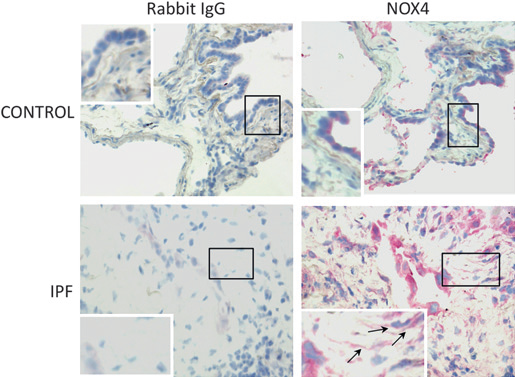 Rabbit IgG NOX4
CONTROL
IPF